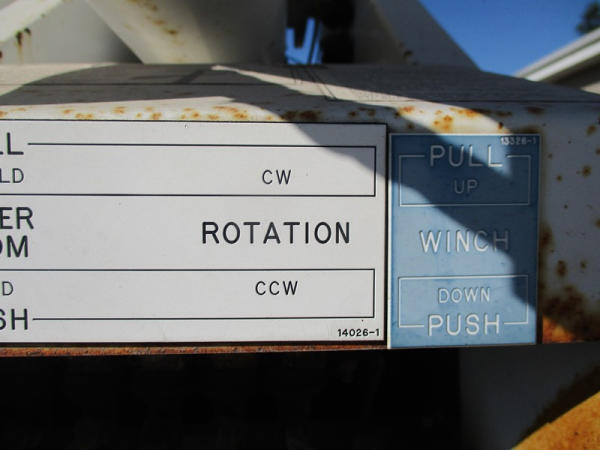 LL
LD CW
ER
OM
ROTATION
D CCW
SH
14026-1
13326-1
PULL
UP
WINCH
DOWN
PUSH